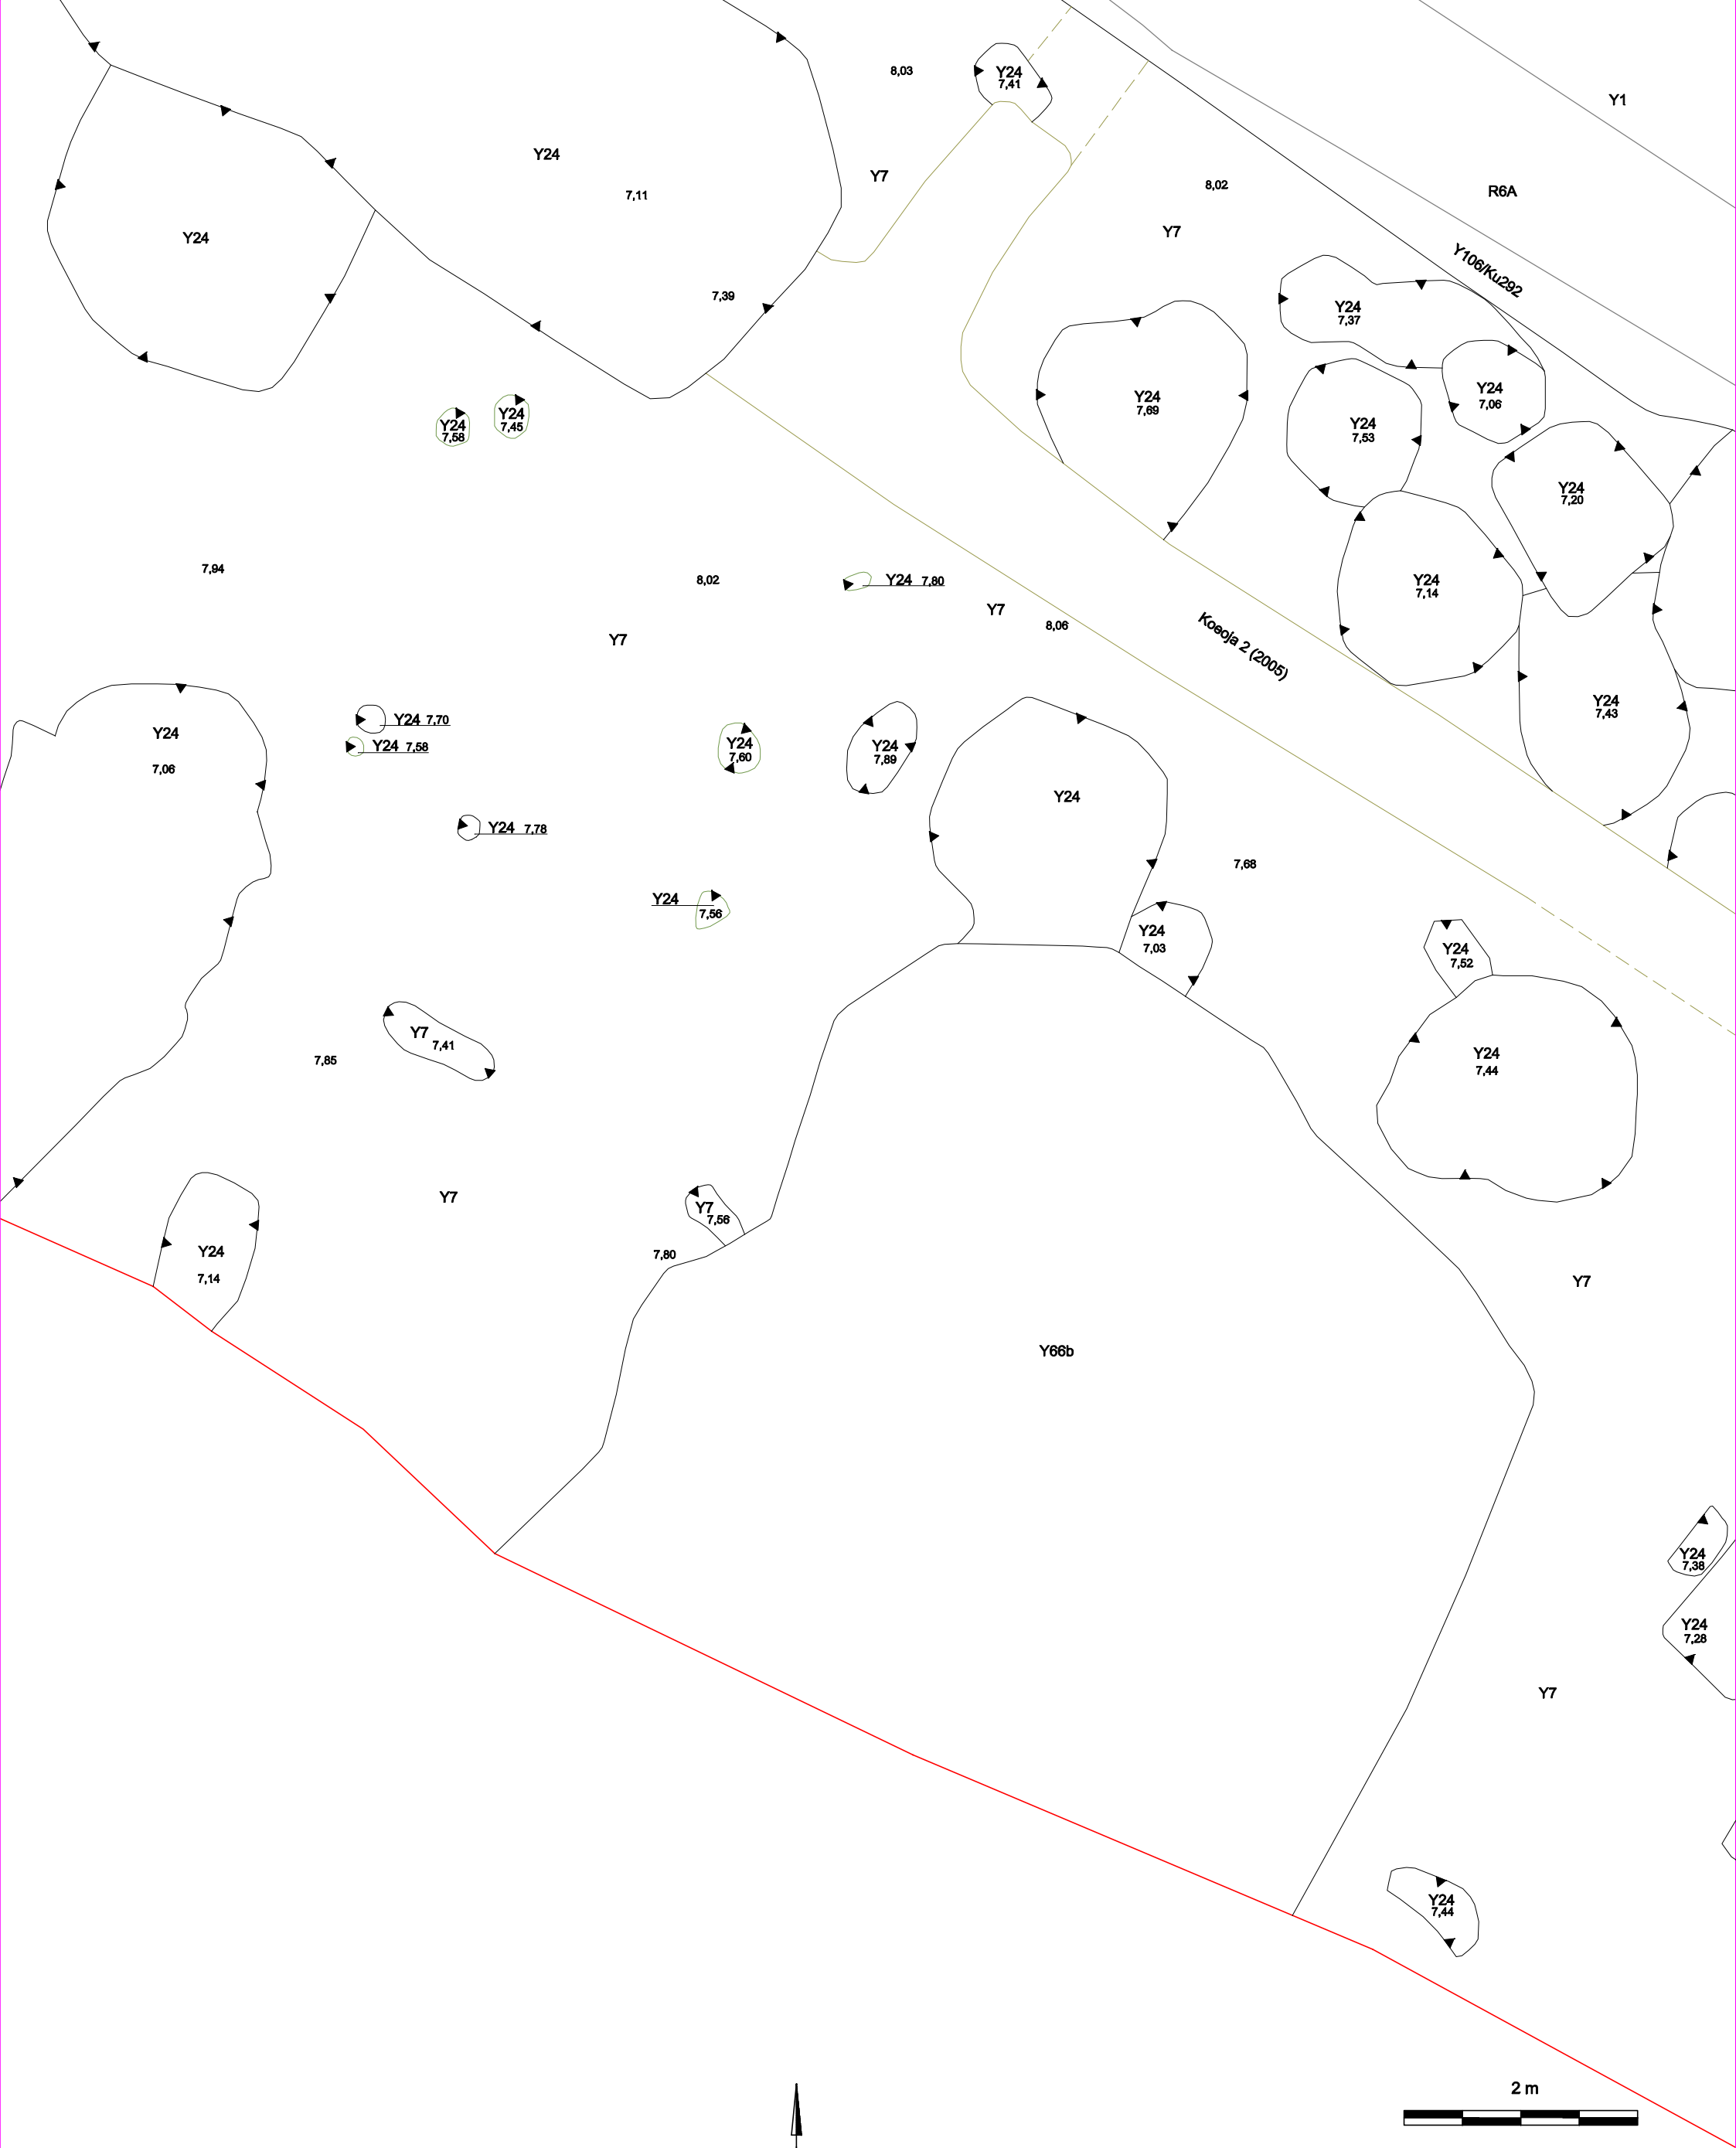 8,03
Y24
7,41
Y1
Y24
Y7
8,02
R6A
7,11
Y24
Y7
Y106/Ku292
7,39
Y24
7,37
Y24
7,69
Y24
7,06
Y24
7,58
Y24
7,45
Y24
7,53
Y24
7,20
7,94
8,02
Y24 7,80
Y24
7,14
Y7
8,06
Y7
Koeoja 2 (2005)
Y24
7,43
Y24
7,06
Y24 7,70
Y24 7,58
Y24
7,60
Y24
7,89
Y24
Y24 7,78
7,68
Y24
7,56
Y24
7,03
Y24
7,52
Y7
7,41
7,85
Y24
7,44
Y7
Y7
7,56
Y24
7,14
7,80
Y7
Y66b
Y24
7,38
Y24
7,28
Y7
Y24
7,44
2 m